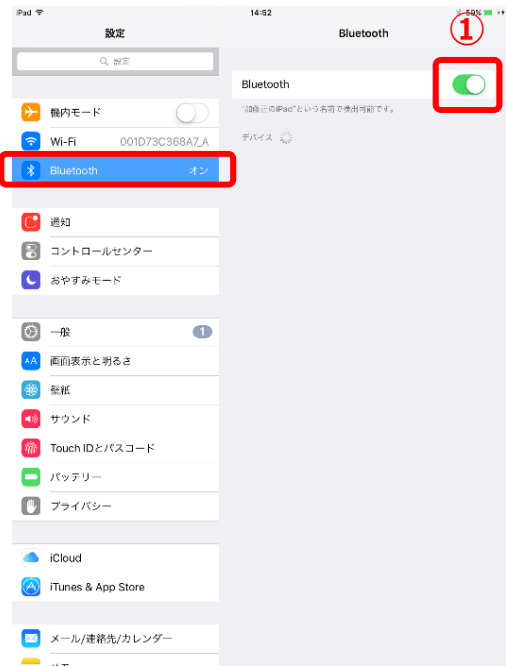 iPad 14:52 59%
①
設定 Bluetooth
設定
Bluetooth
機内モード
Wi-Fi 001D73C368A7_A
デバイス
Bluetooth オン
通知
コントロールセンター
おやすみモード
一般 1
AA 画面表示と明るさ
壁紙
サウンド
Touch IDとパスコード
バッテリー
プライバシー
iCloud
iTunes & App Store
メール/連絡先/カレンダー